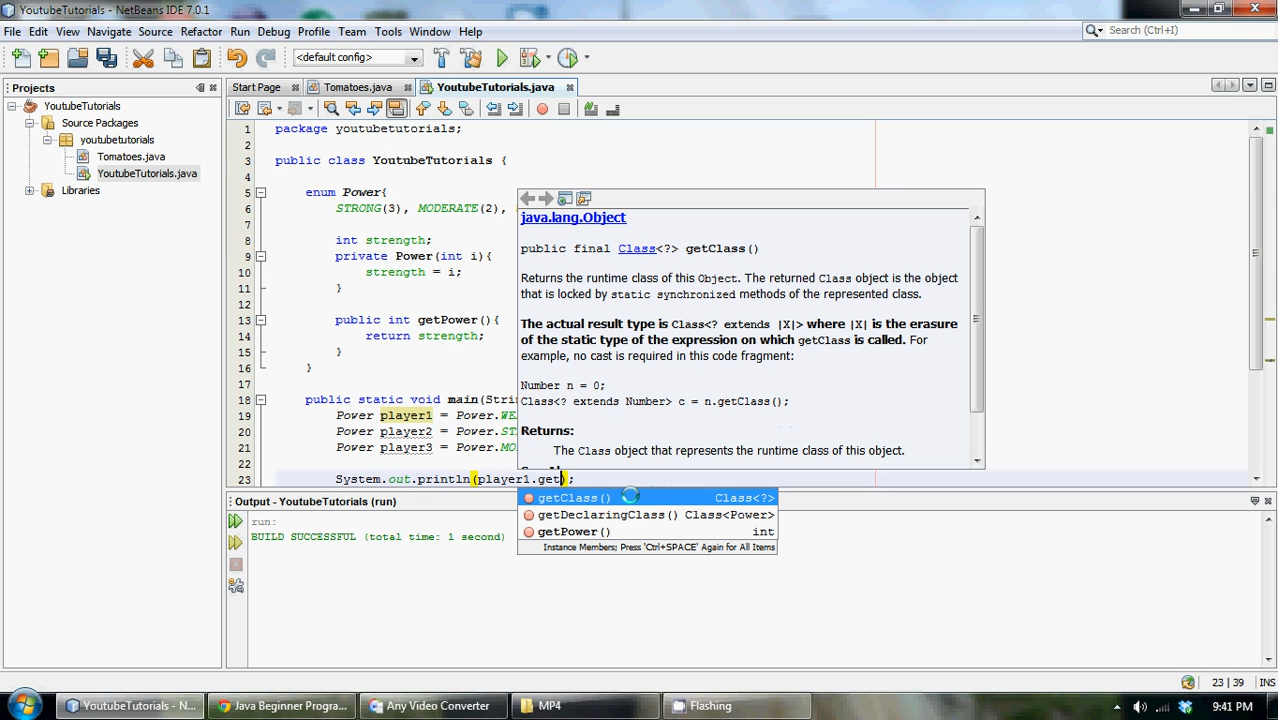 YoutubeTutorials - NetBeans IDE 7.0.1
File Edit View Navigate Source Refactor Run Debug Profile Team Tools Window Help
Search (Ctrl+I)
<default config>
Projects
Start Page Tomatoes.java YoutubeTutorials.java
YoutubeTutorials
Source Packages
youtubetutorials
Tomatoes.java
YoutubeTutorials.java
Libraries
1 package youtubetutorials;
2
3 public class YoutubeTutorials {
4
5 enum Power{
6 STRONG(3), MODERATE(2),
7
8 int strength;
9 private Power(int i){
10 strength = i;
11 }
12
13 public int getPower(){
14 return strength;
15 }
16 }
17
18 public static void main(Stri
19 Power player1 = Power.WE
20 Power player2 = Power.ST
21 Power player3 = Power.MO
22
23 System.out.println(player1.get);
java.lang.Object
public final Class<?> getClass()
Returns the runtime class of this Object. The returned Class object is the object
that is locked by static synchronized methods of the represented class.
The actual result type is Class<? extends |X|> where |X| is the erasure
of the static type of the expression on which getClass is called. For
example, no cast is required in this code fragment:
Number n = 0;
Class<? extends Number> c = n.getClass();
Returns:
The Class object that represents the runtime class of this object.
getClass() Class<?>
getDeclaringClass() Class<Power>
getPower() int
Instance Members; Press 'Ctrl+SPACE' Again for All Items
Output - YoutubeTutorials (run)
run:
BUILD SUCCESSFUL (total time: 1 second)
23 | 39 INS
YoutubeTutorials - N... Java Beginner Progra... Any Video Converter MP4 Flashing 9:41 PM